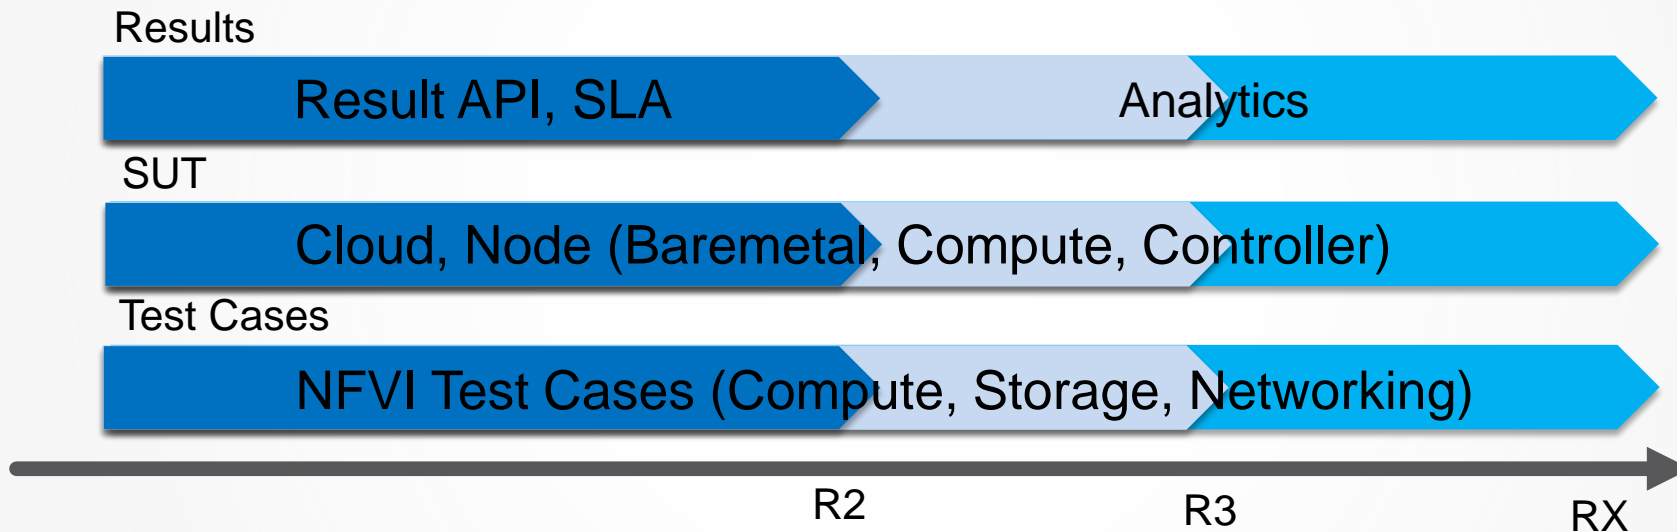 Results
Result API, SLA
Analytics
SUT
Cloud, Node (Baremetal, Compute, Controller)
Test Cases
NFVI Test Cases (Compute, Storage, Networking)
R2
R3
RX